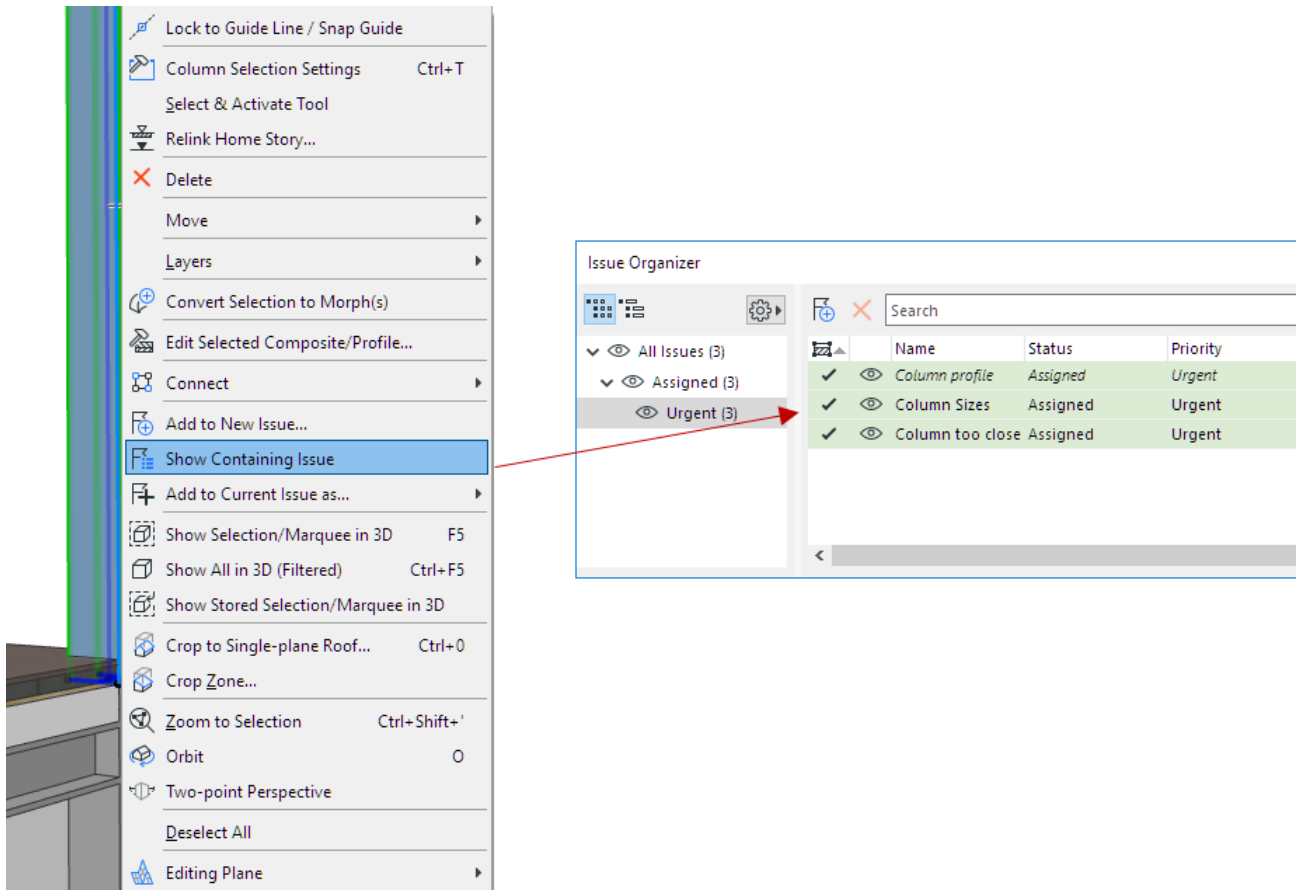 Lock to Guide Line / Snap Guide
Column Selection Settings Ctrl+T
Select & Activate Tool
Relink Home Story...
Delete
Move
Layers
Convert Selection to Morph(s)
Edit Selected Composite/Profile...
Connect
Add to New Issue...
Show Containing Issue
Add to Current Issue as...
Show Selection/Marquee in 3D F5
Show All in 3D (Filtered) Ctrl+F5
Show Stored Selection/Marquee in 3D
Crop to Single-plane Roof... Ctrl+0
Crop Zone...
Zoom to Selection Ctrl+Shift+'
Orbit O
Two-point Perspective
Deselect All
Editing Plane
Issue Organizer
Search
All Issues (3)
Assigned (3)
Urgent (3)
Name Status Priority
Column profile Assigned Urgent
Column Sizes Assigned Urgent
Column too close Assigned Urgent